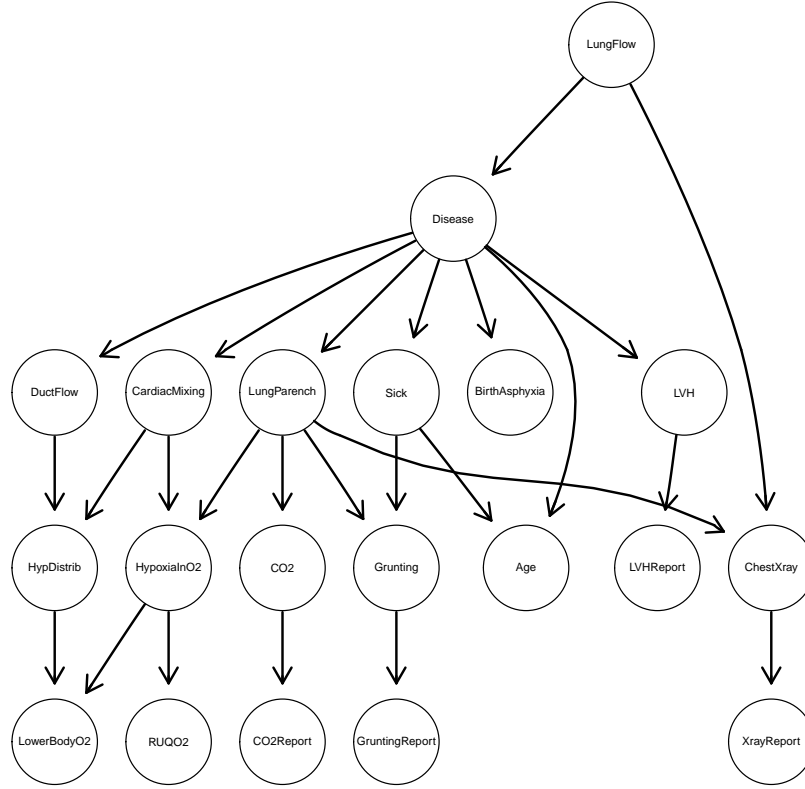 LungFlow
Disease
DuctFlow
CardiacMixing
LungParench
Sick
BirthAsphyxia
LVH
HypDistrib
HypoxiaInO2
CO2
Grunting
Age
LVHReport
ChestXray
LowerBodyO2
RUQO2
CO2Report
GruntingReport
XrayReport